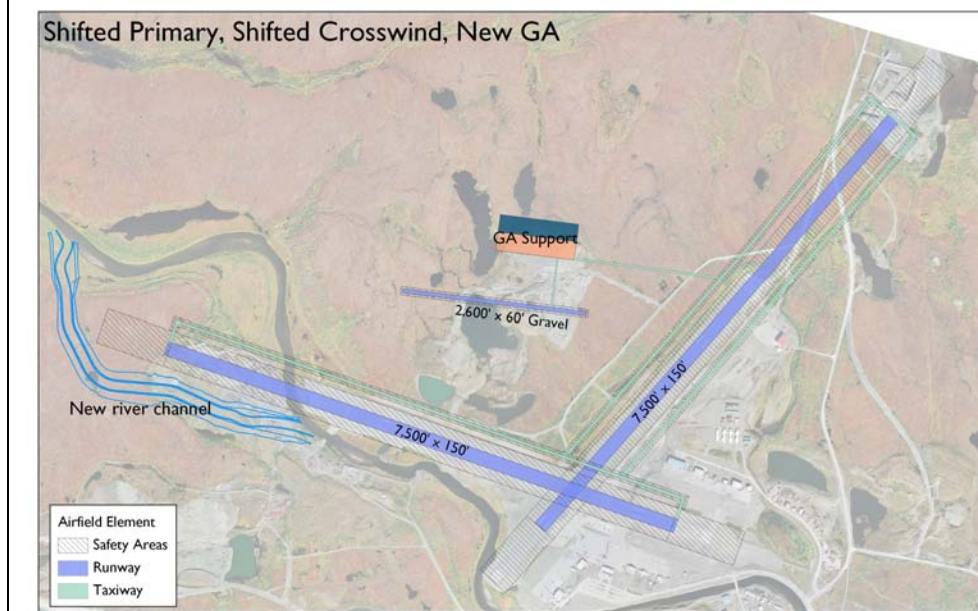 Shifted Primary, Shifted Crosswind, New GA
GA Support
2,600' x 60' Gravel
7,500' x 150'
New river channel
7,500' x 150'
Airfield Element
Safety Areas
Runway
Taxiway